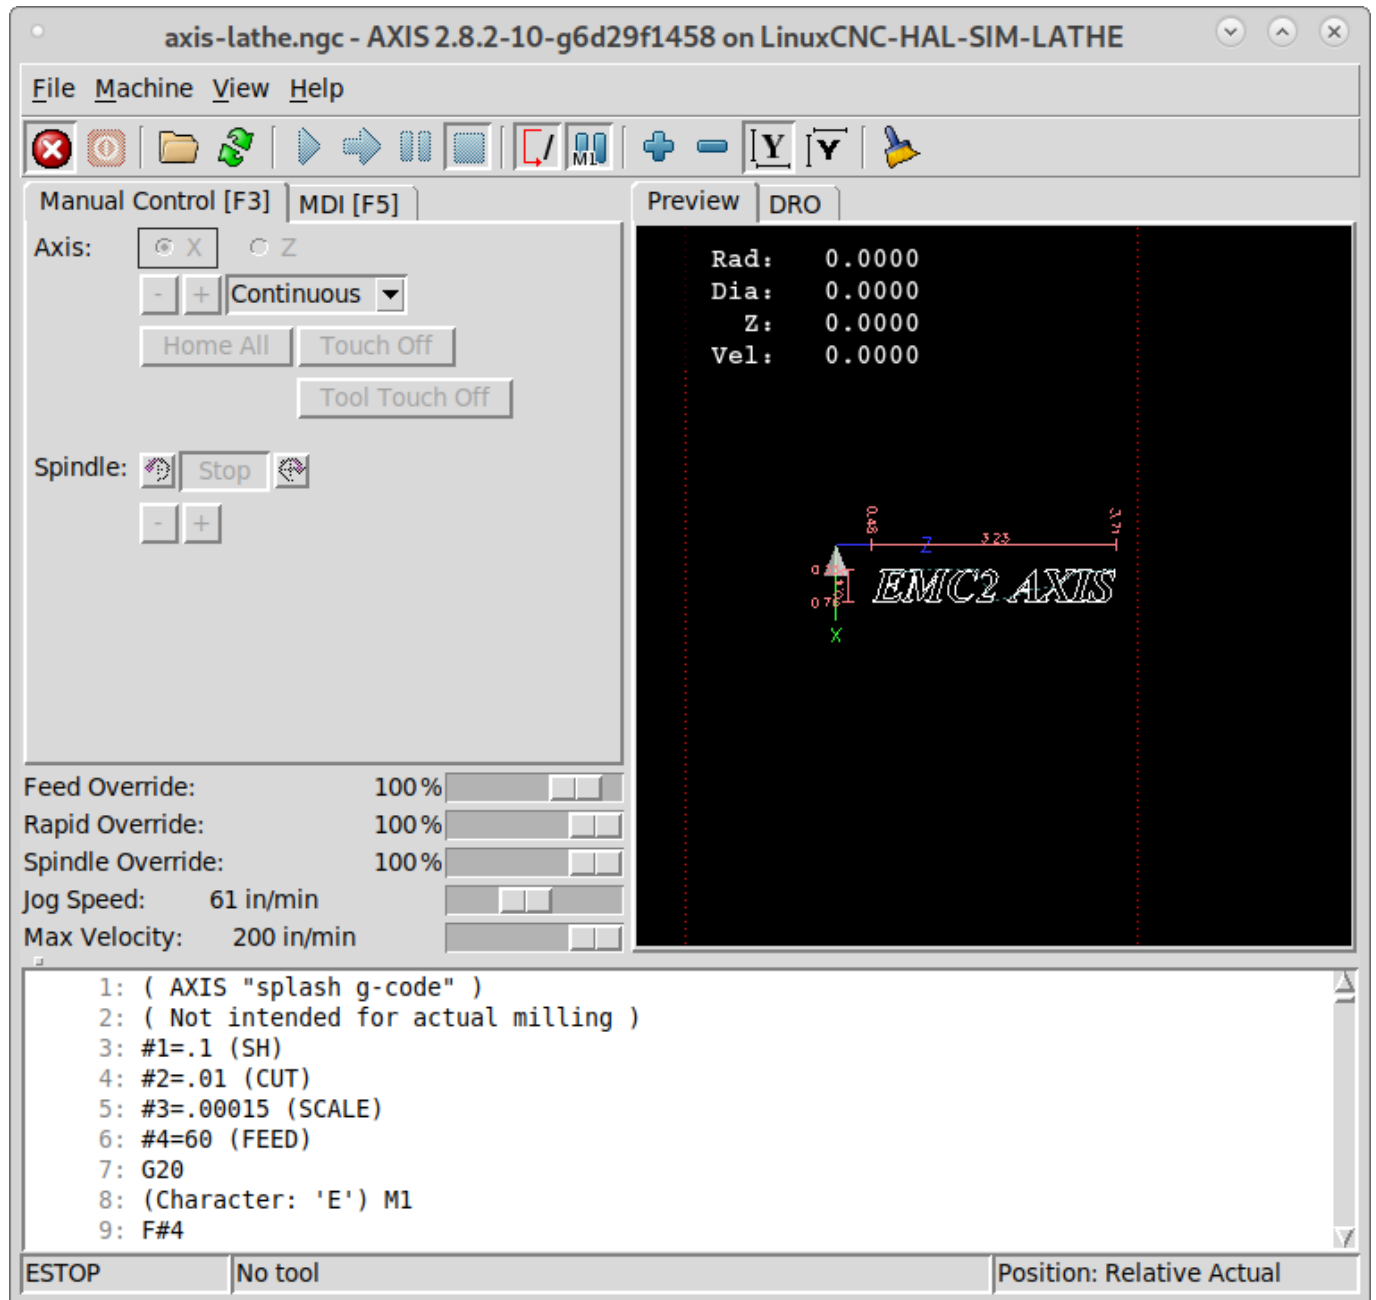 axis-lathe.ngc - AXIS 2.8.2-10-g6d29f1458 on LinuxCNC-HAL-SIM-LATHE
File Machine View Help
M1
Y Y
Manual Control [F3] MDI [F5]
Axis: X Z
- + Continuous
Home All Touch Off
Tool Touch Off
Spindle: Stop
- +
Feed Override: 100%
Rapid Override: 100%
Spindle Override: 100%
Jog Speed: 61 in/min
Max Velocity: 200 in/min
Preview DRO
Rad: 0.0000
Dia: 0.0000
Z: 0.0000
Vel: 0.0000
Z 3.23
EMC2 AXIS
X
1: ( AXIS "splash g-code" )
2: ( Not intended for actual milling )
3: #1=.1 (SH)
4: #2=.01 (CUT)
5: #3=.00015 (SCALE)
6: #4=60 (FEED)
7: G20
8: (Character: 'E') M1
9: F#4
ESTOP No tool Position: Relative Actual